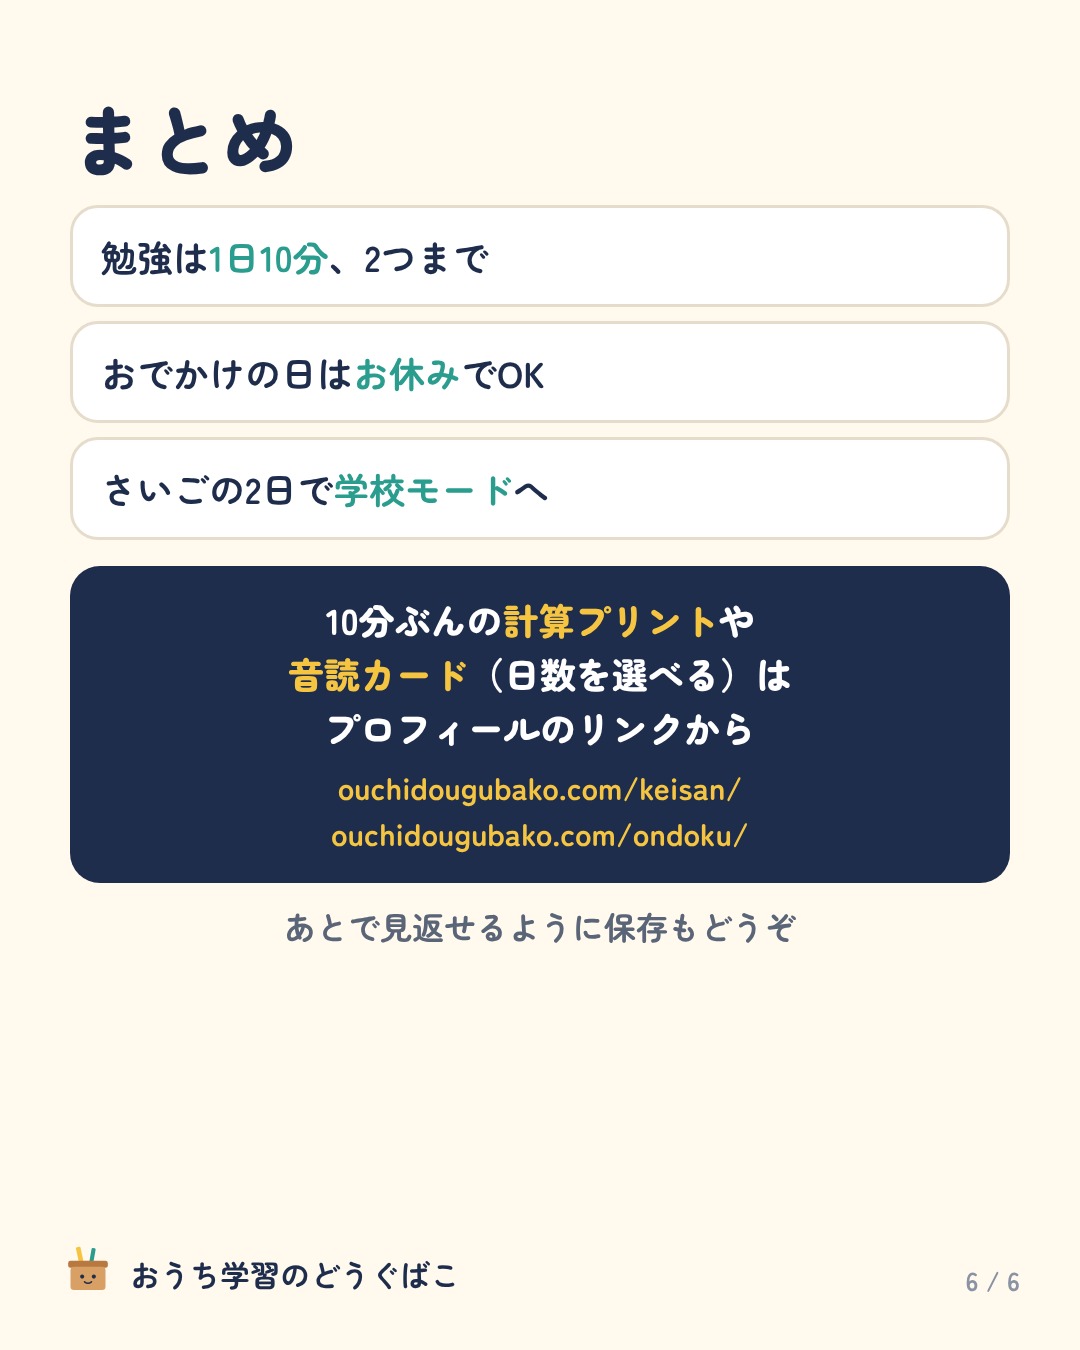 まとめ
勉強は1日10分、2つまで
おでかけの日はお休みでOK
さいごの2日で学校モードへ
10分ぶんの計算プリントや
音読カード（日数を選べる）は
プロフィールのリンクから
ouchidougubako.com/keisan/
ouchidougubako.com/ondoku/
あとで見返せるように保存もどうぞ
おうち学習のどうぐばこ
6 / 6